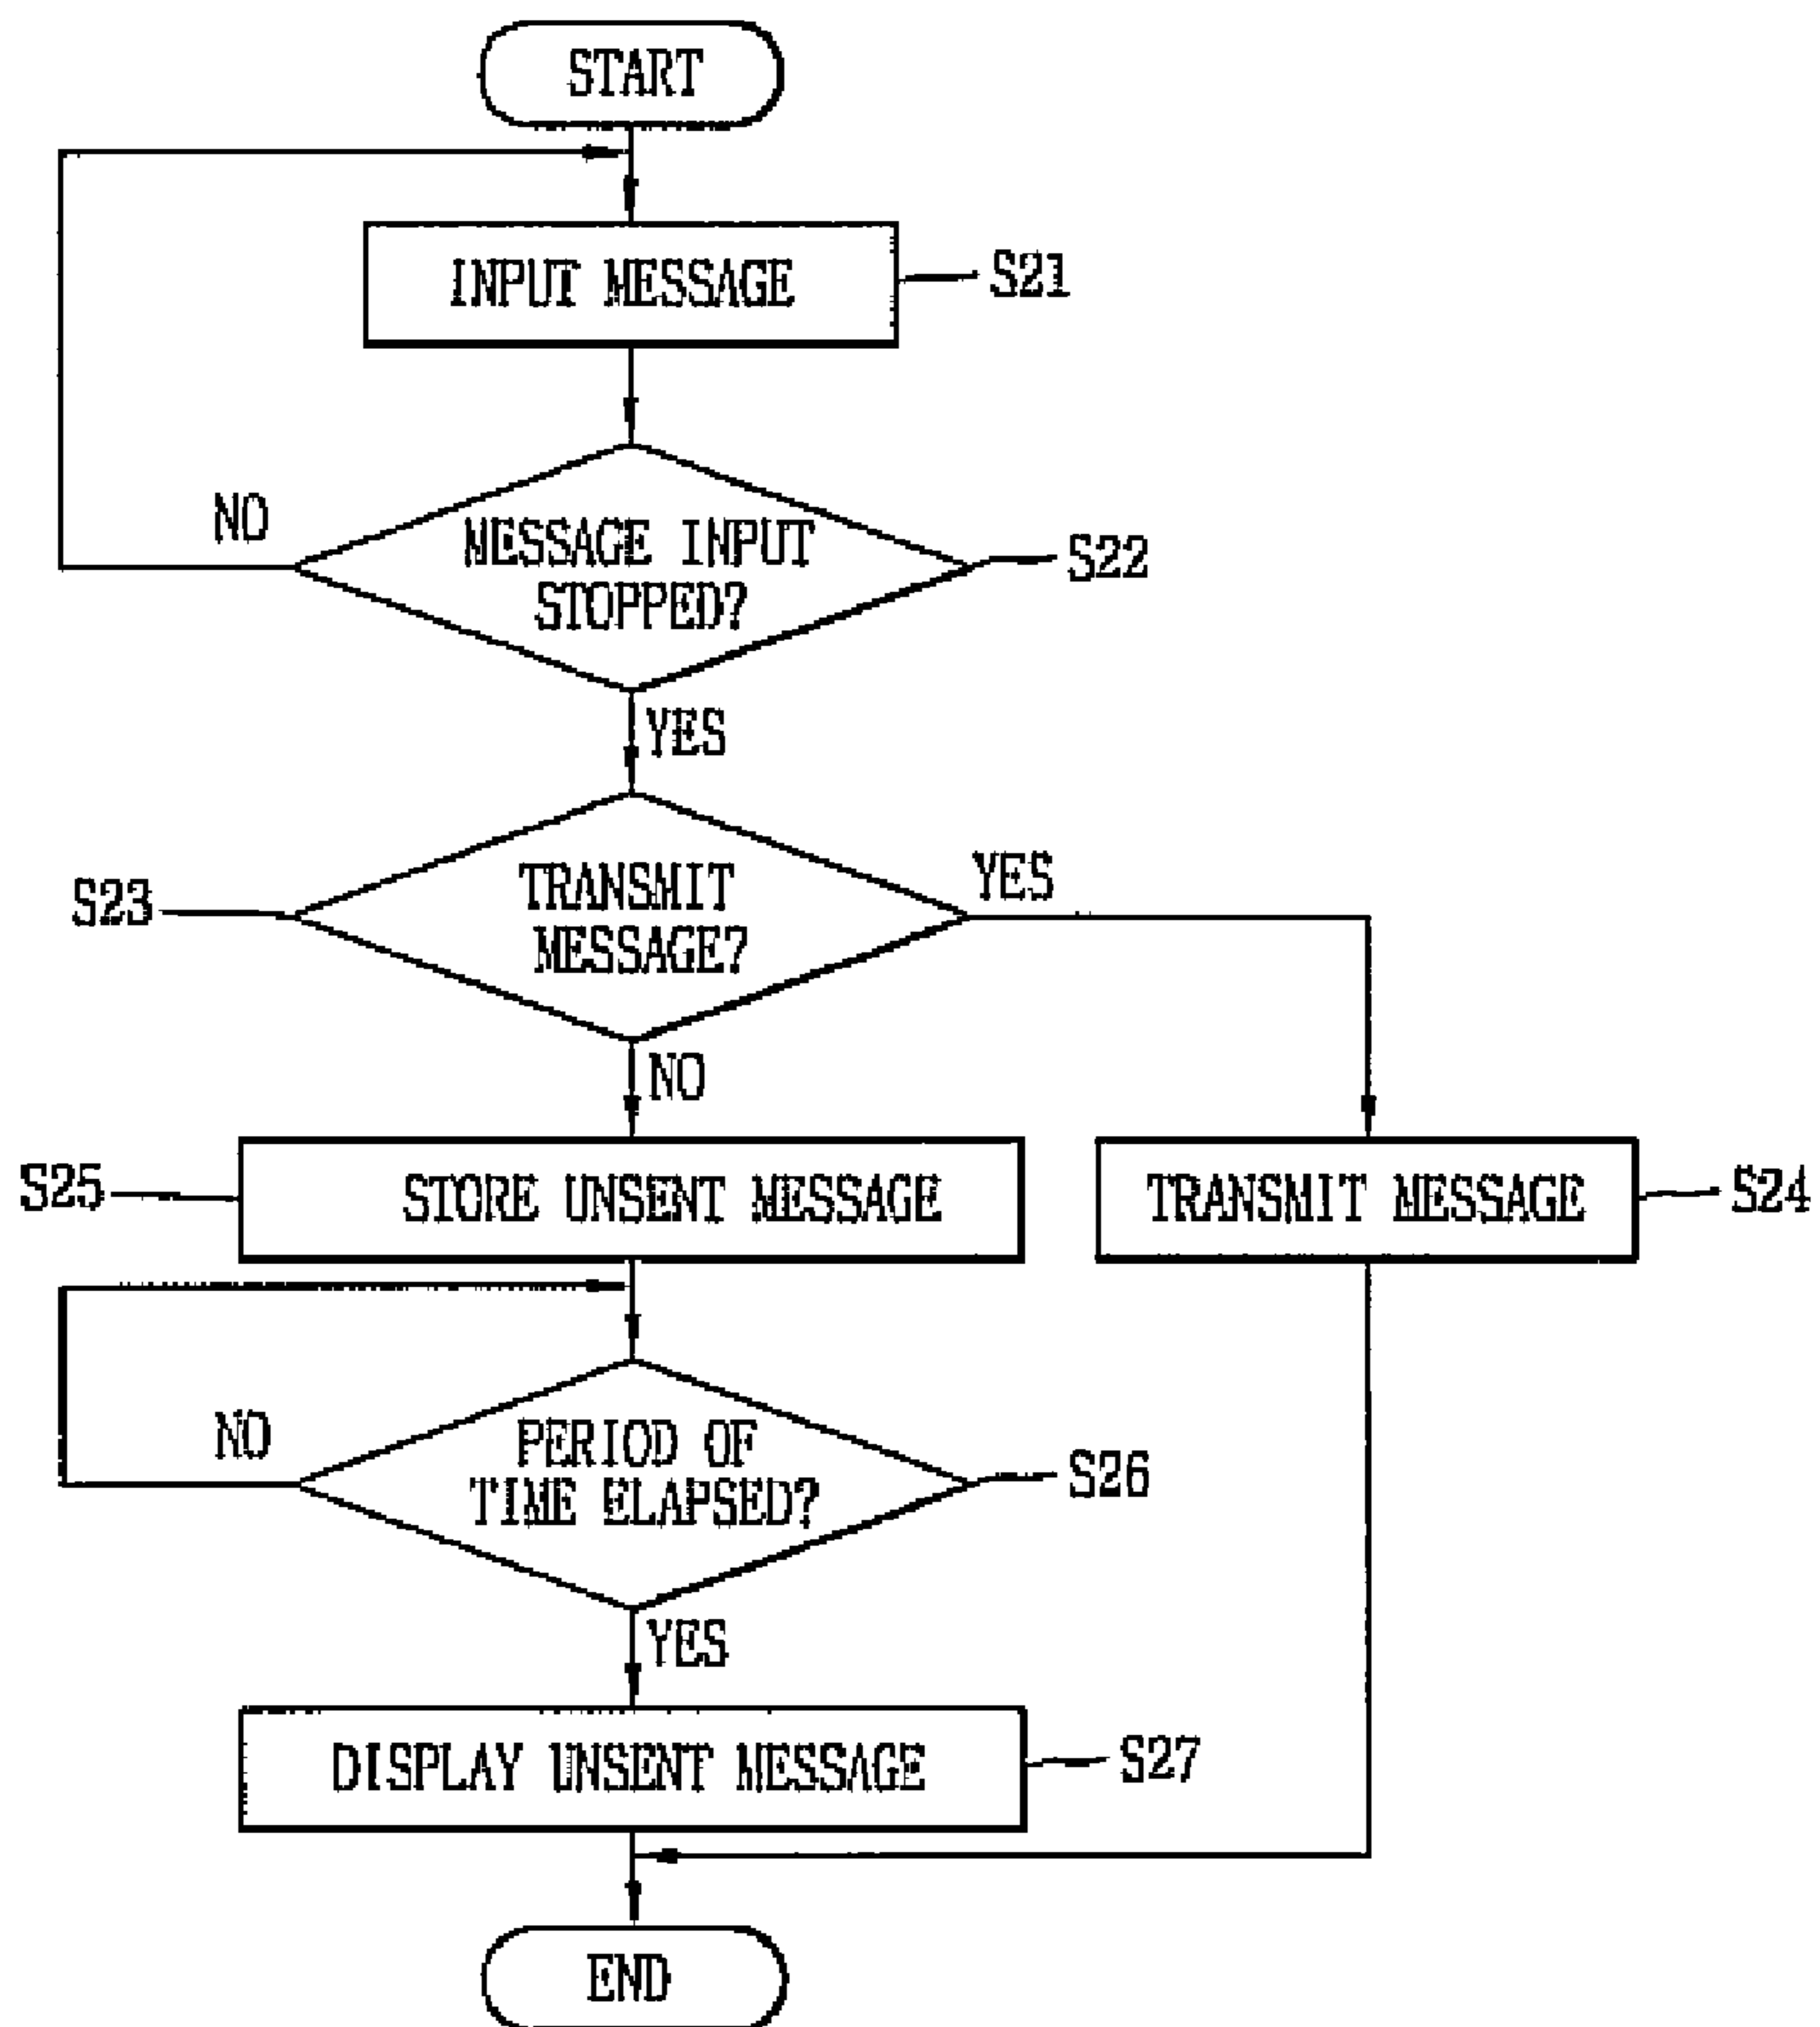 START
INPUT MESSAGE
S21
NO
MESSAGE INPUT
STOPPED?
S22
YES
S23
TRANSMIT
MESSAGE?
YES
NO
S25
STORE UNSENT MESSAGE
TRANSMIT MESSAGE
S24
NO
PERIOD OF
TIME ELAPSED?
S26
YES
DISPLAY UNSENT MESSAGE
S27
END